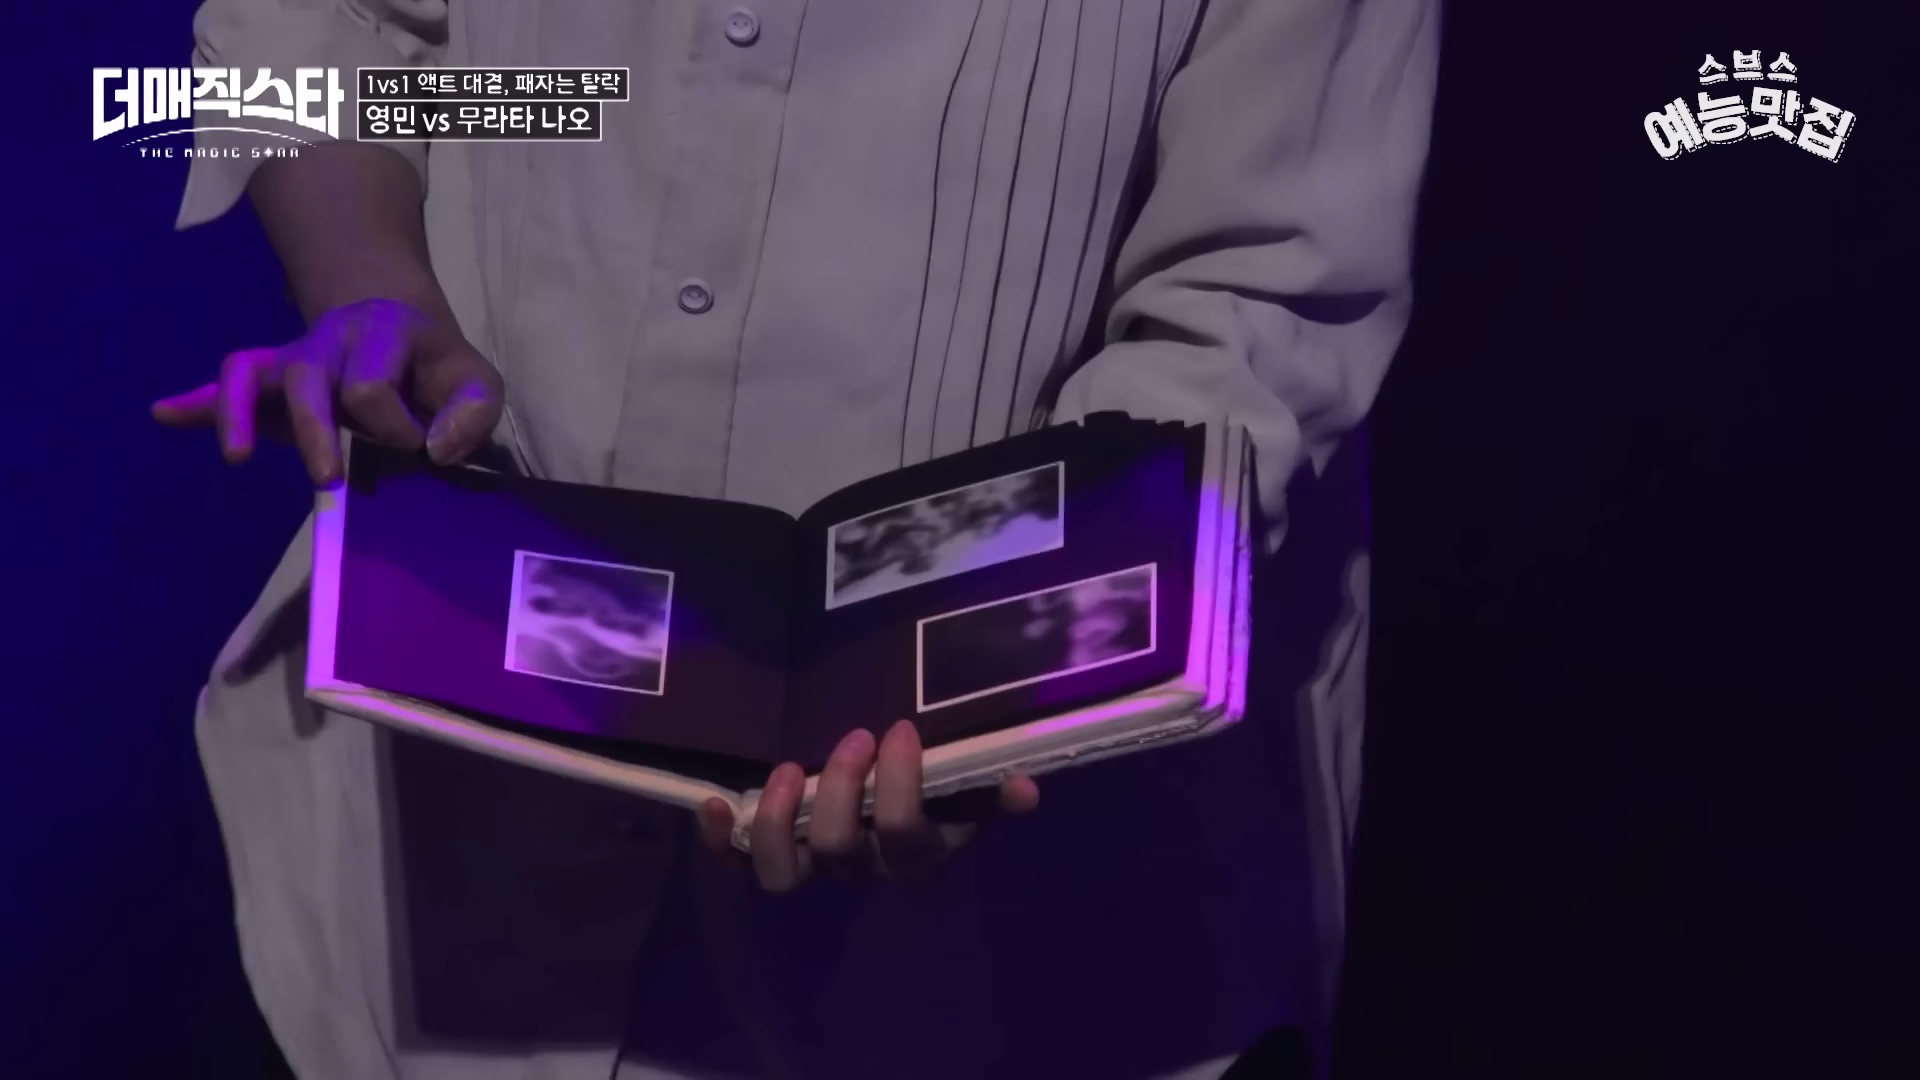 더매직스타
THE MAGIC STAR
1vs1 액트 대결, 패자는 탈락
영민 vs 무라타 나오
스브스
예능맛집